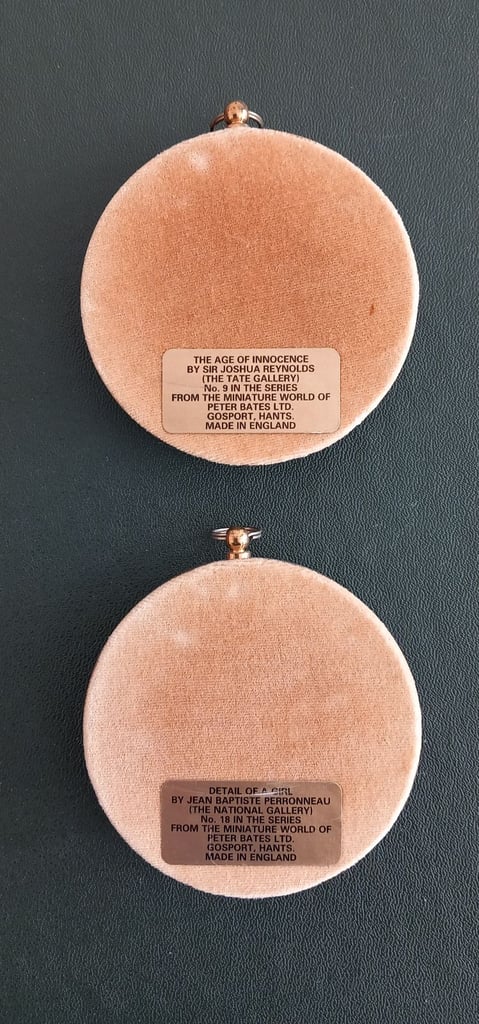 THE AGE OF INNOCENCE
BY SIR JOSHUA REYNOLDS
(THE TATE GALLERY)
No. 9 IN THE SERIES
FROM THE MINIATURE WORLD OF
PETER BATES LTD.
GOSPORT, HANTS.
MADE IN ENGLAND
DETAIL OF A GIRL
BY JEAN BAPTISTE PERRONNEAU
(THE NATIONAL GALLERY)
No. 18 IN THE SERIES
FROM THE MINIATURE WORLD OF
PETER BATES LTD.
GOSPORT, HANTS.
MADE IN ENGLAND